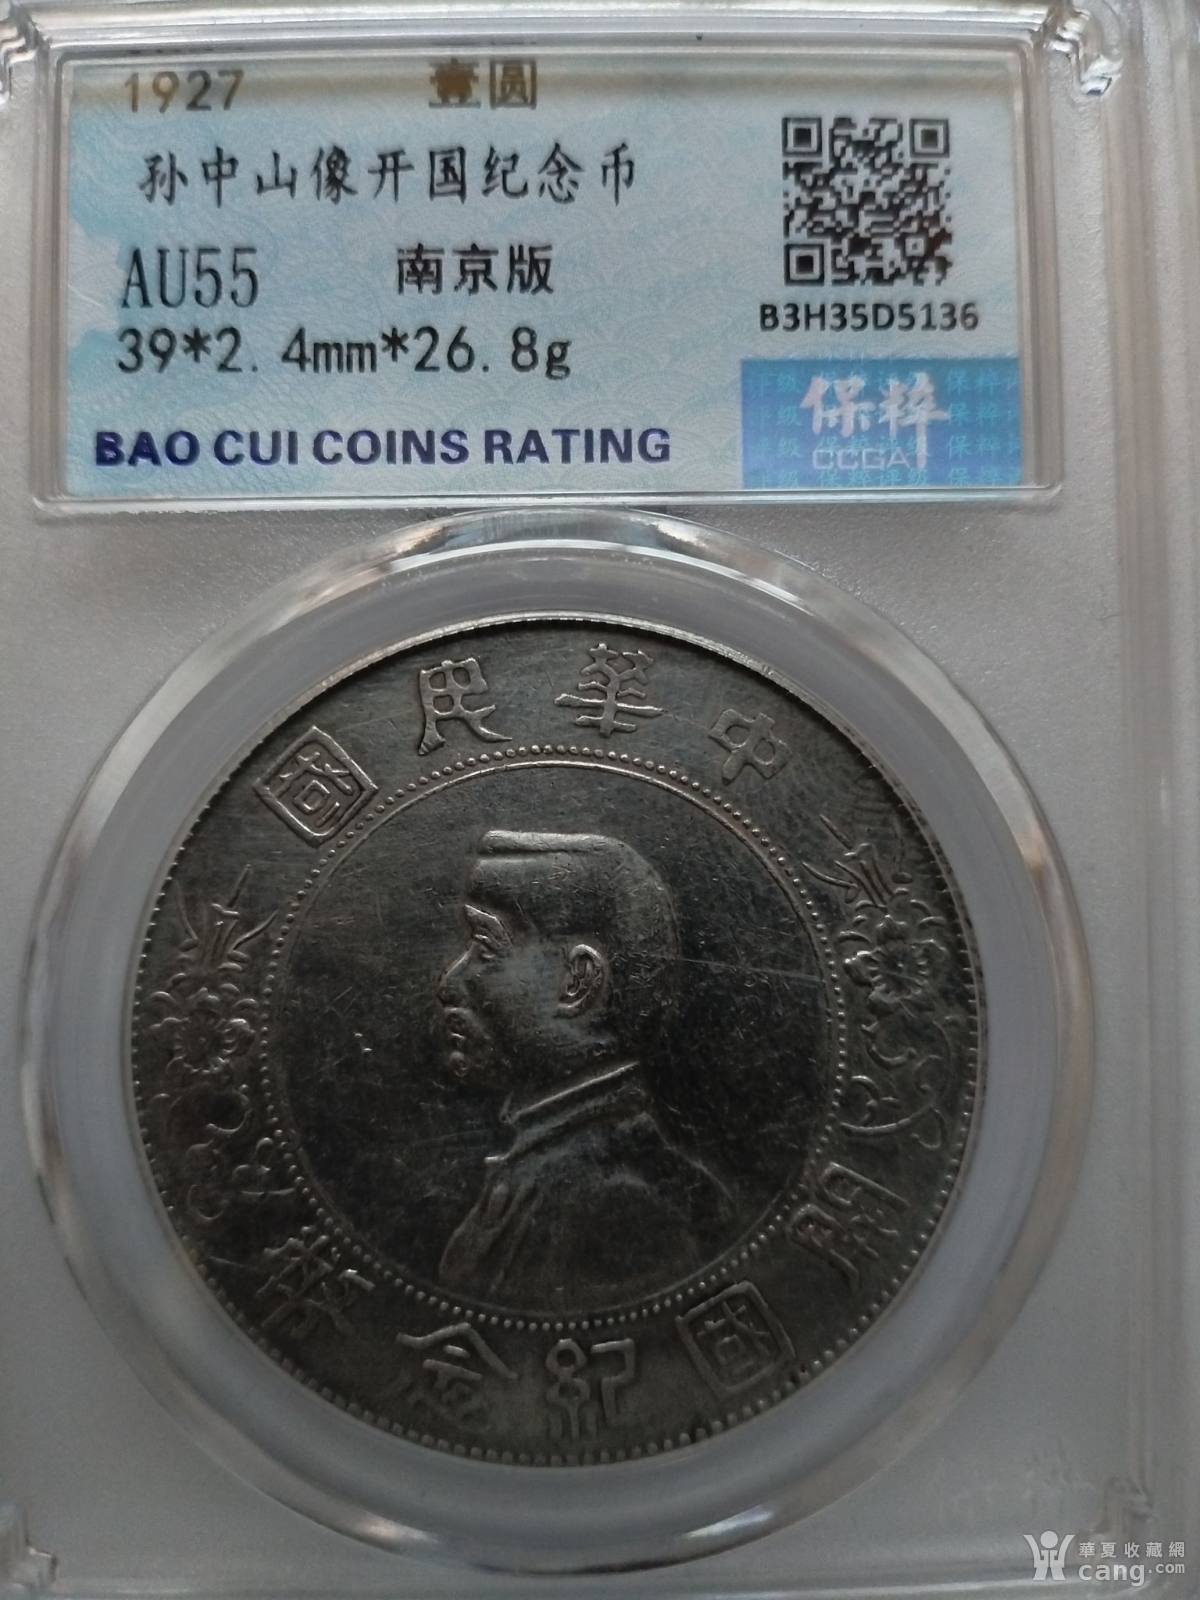 1927 壹圆
孙中山像开国纪念币
AU55 南京版
39*2.4mm*26.8g
B3H35D5136
BAO CUI COINS RATING
保粹
CCGA
中華民國
開國紀念幣
華夏收藏網
cang.com